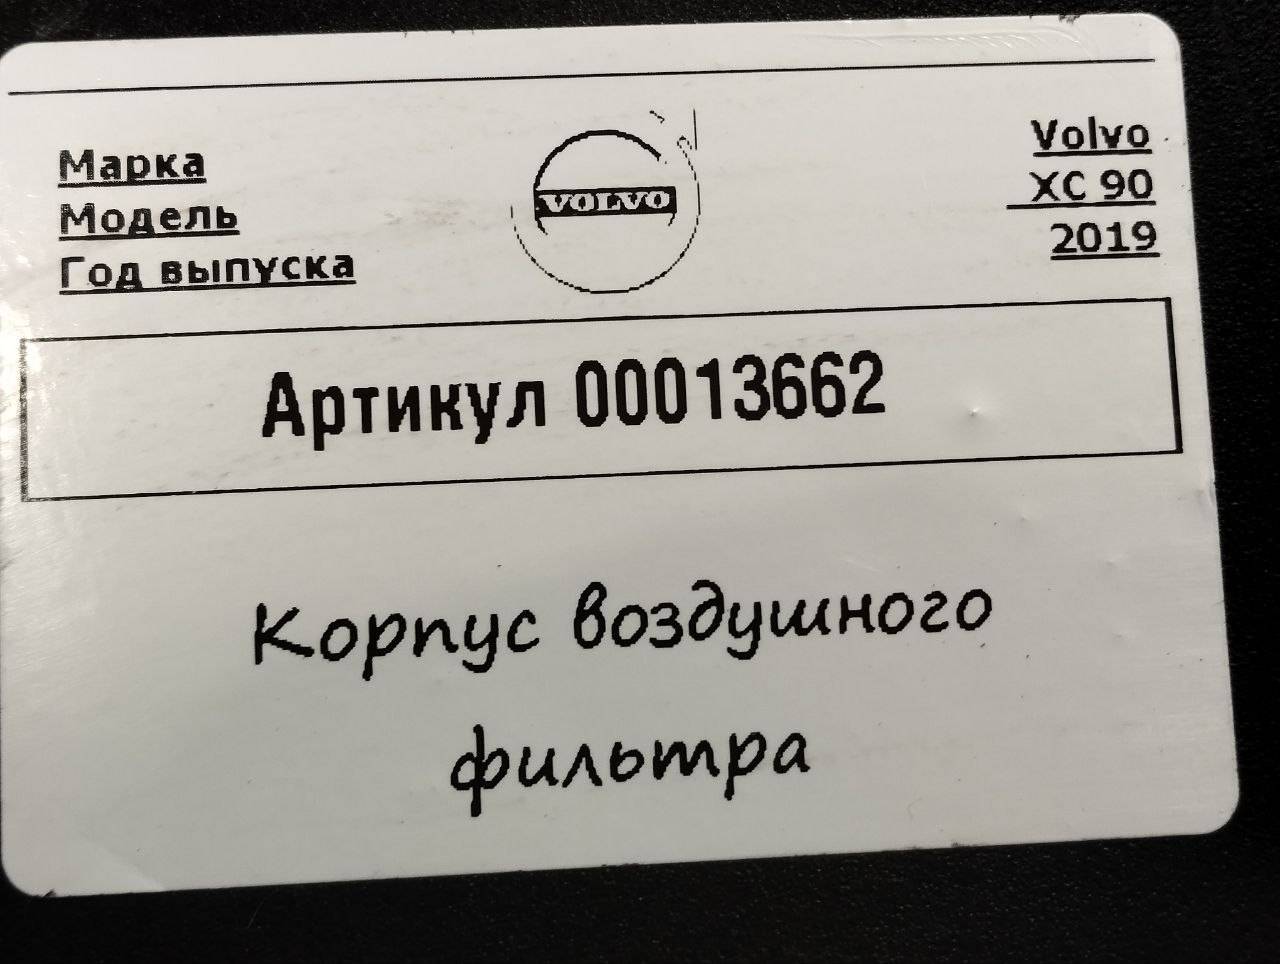 Марка
Модель
Год выпуска
VOLVO
Volvo
XC 90
2019
Артикул 00013662
Корпус воздушного
фильтра